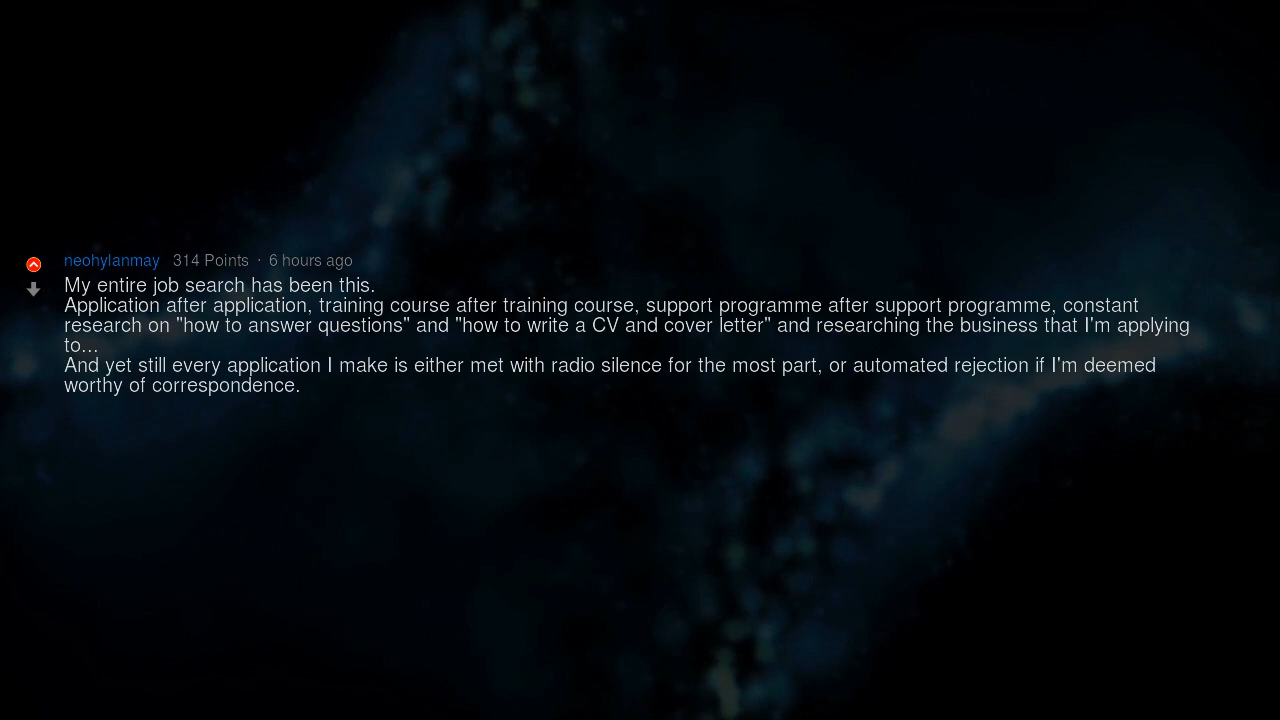 neohylanmay 314 Points · 6 hours ago
My entire job search has been this.
Application after application, training course after training course, support programme after support programme, constant
research on "how to answer questions" and "how to write a CV and cover letter" and researching the business that I'm applying
to...
And yet still every application I make is either met with radio silence for the most part, or automated rejection if I'm deemed
worthy of correspondence.